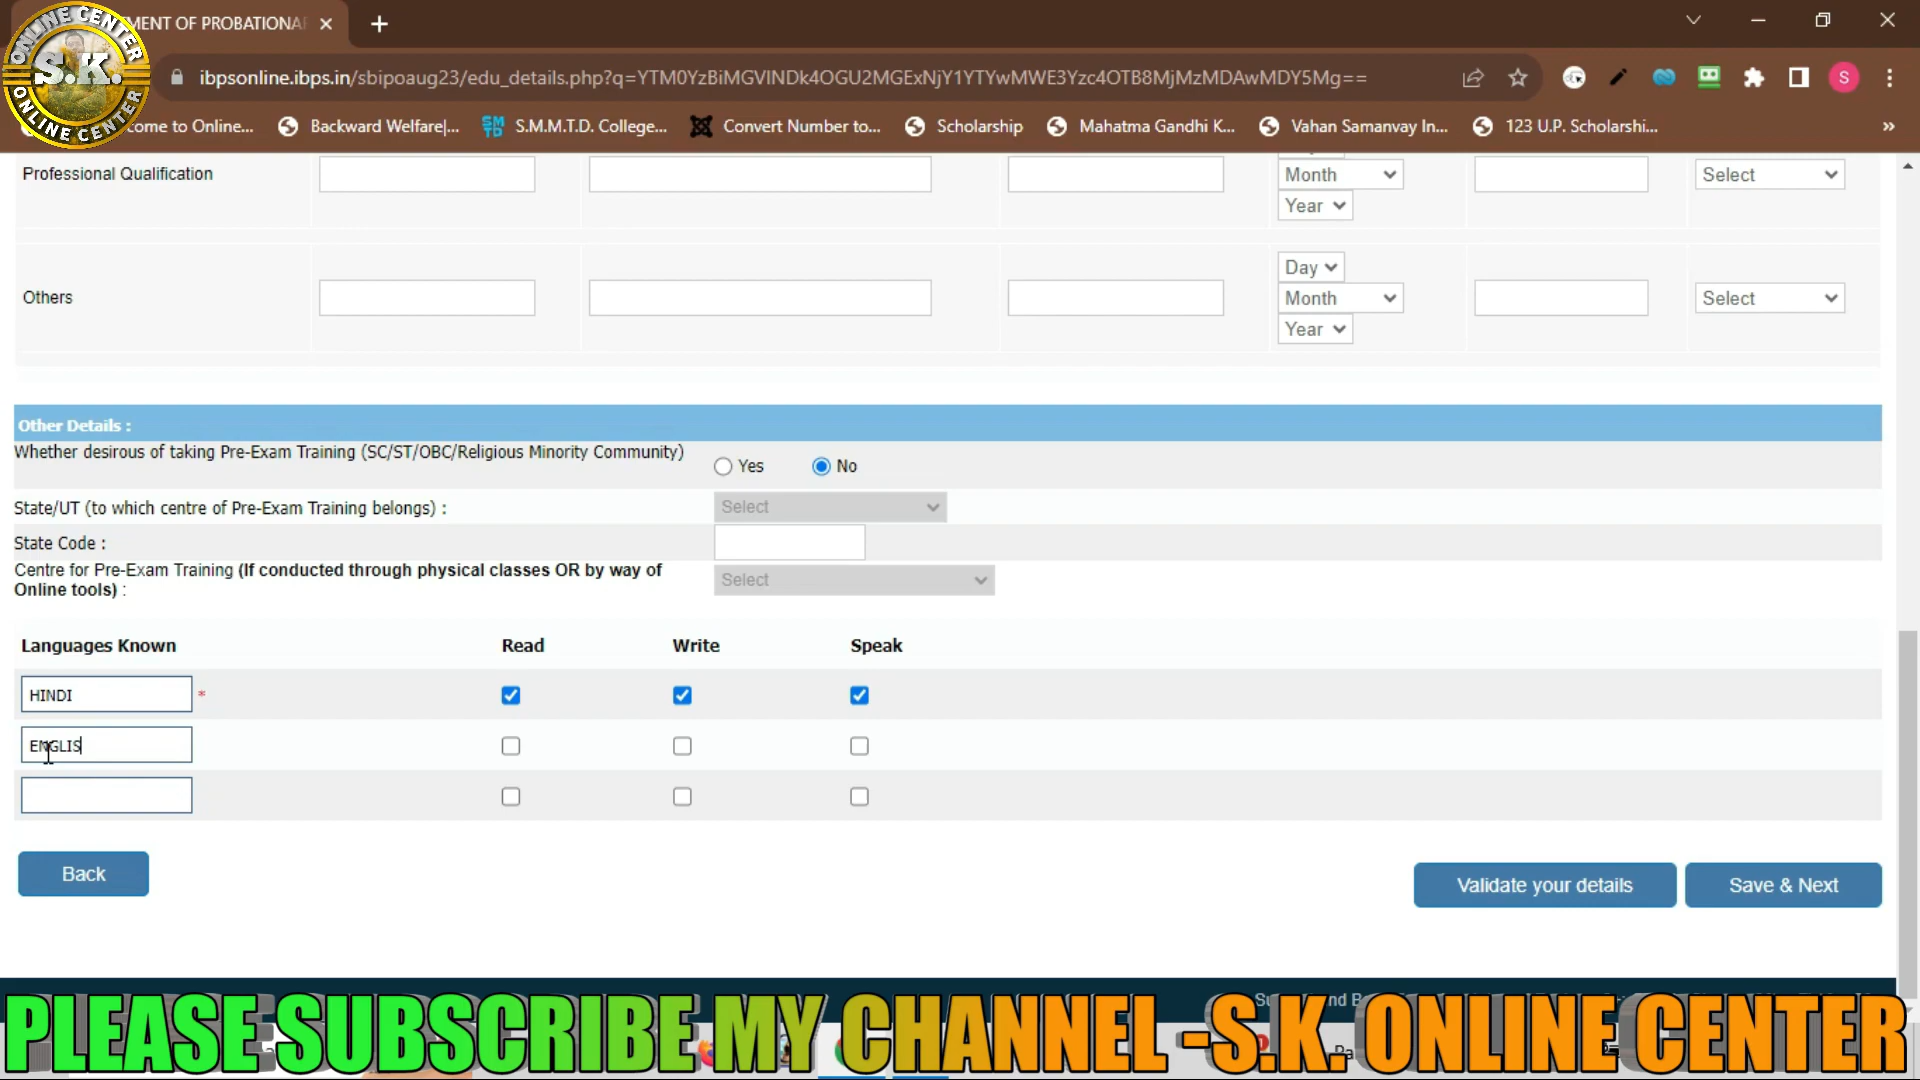 MENT OF PROBATIONA
ONLINE CENTER
S.K.
ONLINE CENTER
ibpsonline.ibps.in/sbipoaug23/edu_details.php?q=YTM0YzBiMGVlNDk4OGU2MGExNjY1YTYwMWE3Yzc4OTB8MjMzMDAwMDY5Mg==
S
come to Online...
Backward Welfare|...
S.M.M.T.D. College...
Convert Number to...
Scholarship
Mahatma Gandhi K...
Vahan Samanvay In...
123 U.P. Scholarshi...
»
Professional Qualification
Month
Select
Year
Day
Others
Month
Select
Year
Other Details :
Whether desirous of taking Pre-Exam Training (SC/ST/OBC/Religious Minority Community)
Yes
No
State/UT (to which centre of Pre-Exam Training belongs) :
Select
State Code :
Centre for Pre-Exam Training (If conducted through physical classes OR by way of
Online tools) :
Select
Languages Known
Read
Write
Speak
HINDI
*
ENGLIS
Back
Validate your details
Save & Next
PLEASE SUBSCRIBE MY CHANNEL -S.K. ONLINE CENTER